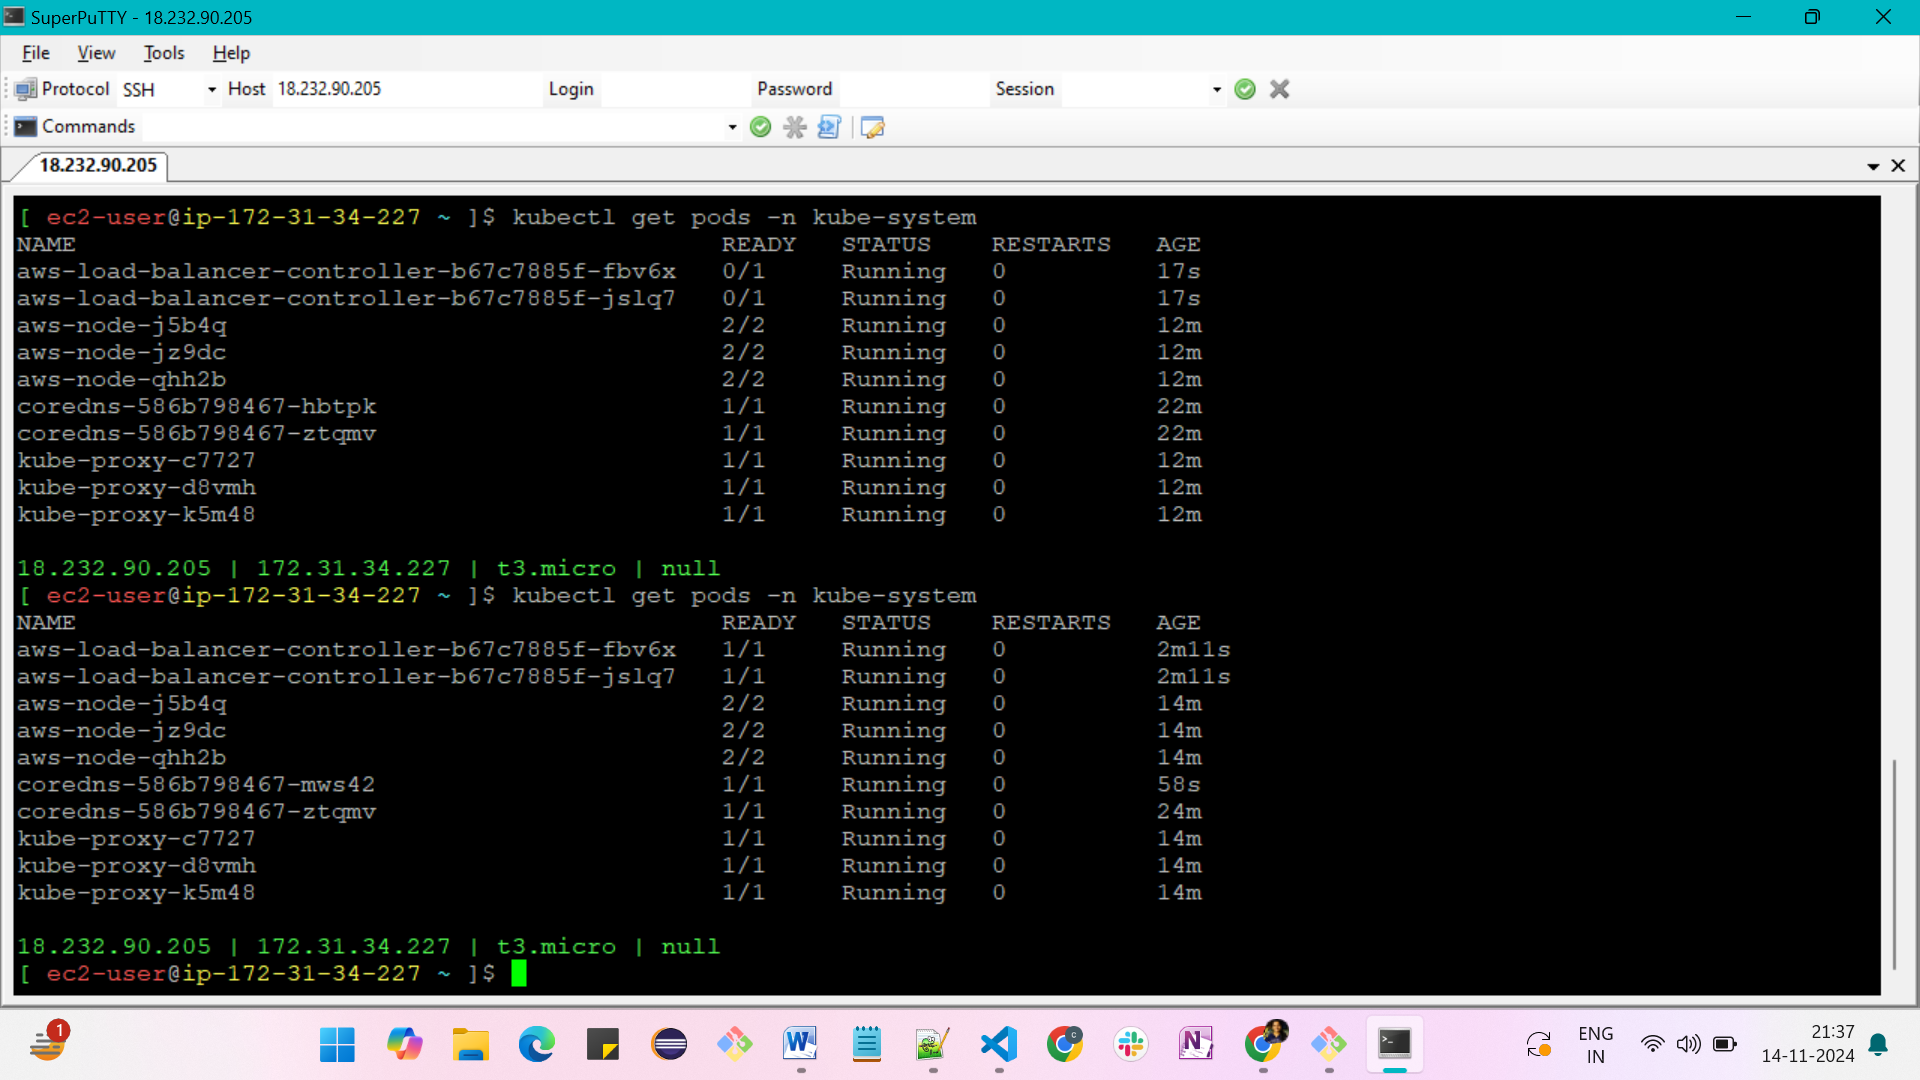 SuperPuTTY - 18.232.90.205
File View Tools Help
Protocol SSH Host 18.232.90.205 Login Password Session
Commands
18.232.90.205
[ ec2-user@ip-172-31-34-227 ~ ]$ kubectl get pods -n kube-system
NAME READY STATUS RESTARTS AGE
aws-load-balancer-controller-b67c7885f-fbv6x 0/1 Running 0 17s
aws-load-balancer-controller-b67c7885f-jslq7 0/1 Running 0 17s
aws-node-j5b4q 2/2 Running 0 12m
aws-node-jz9dc 2/2 Running 0 12m
aws-node-qhh2b 2/2 Running 0 12m
coredns-586b798467-hbtpk 1/1 Running 0 22m
coredns-586b798467-ztqmv 1/1 Running 0 22m
kube-proxy-c7727 1/1 Running 0 12m
kube-proxy-d8vmh 1/1 Running 0 12m
kube-proxy-k5m48 1/1 Running 0 12m
18.232.90.205 | 172.31.34.227 | t3.micro | null
[ ec2-user@ip-172-31-34-227 ~ ]$ kubectl get pods -n kube-system
NAME READY STATUS RESTARTS AGE
aws-load-balancer-controller-b67c7885f-fbv6x 1/1 Running 0 2m11s
aws-load-balancer-controller-b67c7885f-jslq7 1/1 Running 0 2m11s
aws-node-j5b4q 2/2 Running 0 14m
aws-node-jz9dc 2/2 Running 0 14m
aws-node-qhh2b 2/2 Running 0 14m
coredns-586b798467-mws42 1/1 Running 0 58s
coredns-586b798467-ztqmv 1/1 Running 0 24m
kube-proxy-c7727 1/1 Running 0 14m
kube-proxy-d8vmh 1/1 Running 0 14m
kube-proxy-k5m48 1/1 Running 0 14m
18.232.90.205 | 172.31.34.227 | t3.micro | null
[ ec2-user@ip-172-31-34-227 ~ ]$
1
ENG 21:37
IN 14-11-2024